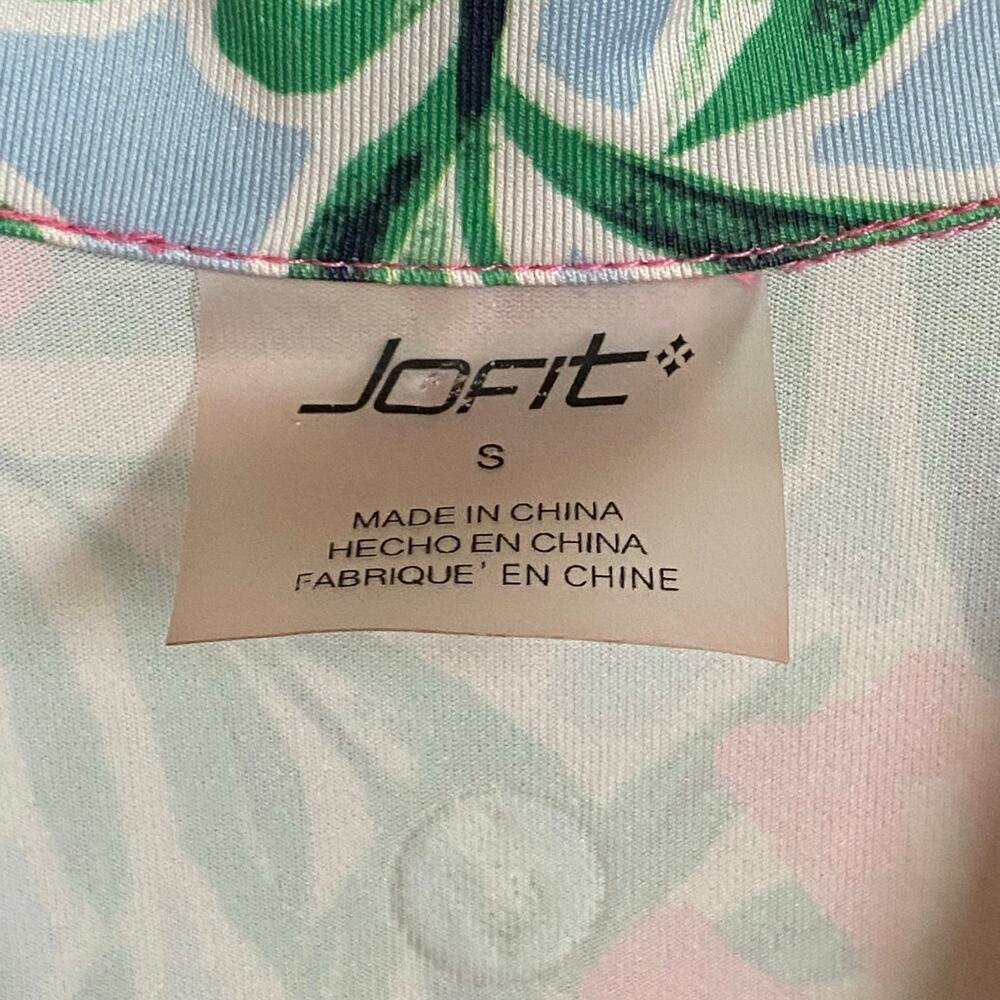 JOFIT
S
MADE IN CHINA
HECHO EN CHINA
FABRIQUE' EN CHINE